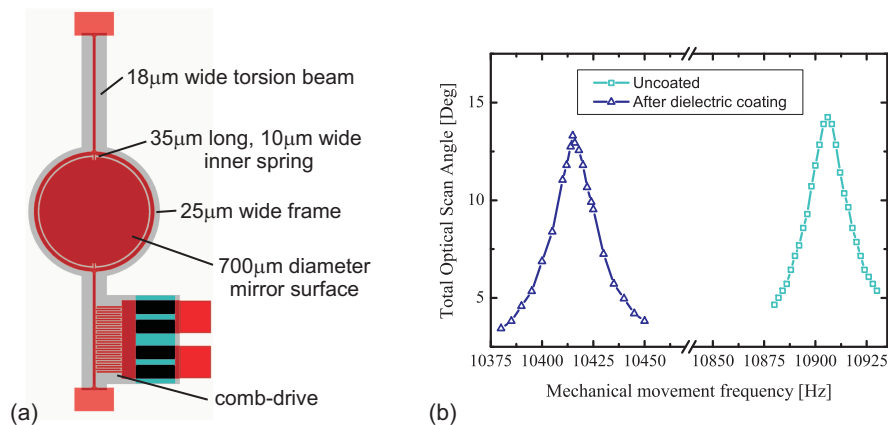 18μm wide torsion beam
35μm long, 10μm wide
inner spring
25μm wide frame
700μm diameter
mirror surface
comb-drive
(a)
Uncoated
After dielectric coating
Total Optical Scan Angle [Deg]
15
10
5
10375 10400 10425 10450 10850 10875 10900 10925
Mechanical movement frequency [Hz]
(b)